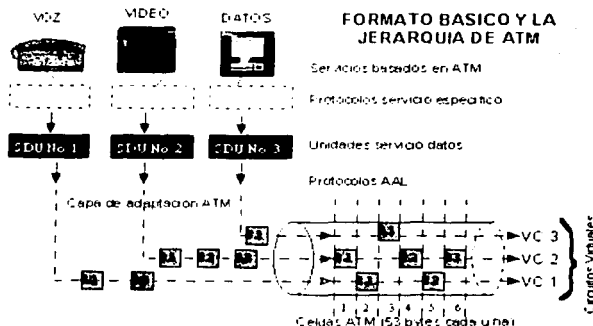 VOZ
VIDEO
DATOS
FORMATO BASICO Y LA
JERARQUIA DE ATM
Servicios basados en ATM
Protocolos servicio especifico
SDU No. 1
SDU No. 2
SDU No. 3
Unidades servicio datos
Protocolos AAL
Capa de adaptacion ATM
VC 3
VC 2
VC 1
Circuitos Virtuales
1 2 3 4 5 6
Celdas ATM (53 bytes cada una)